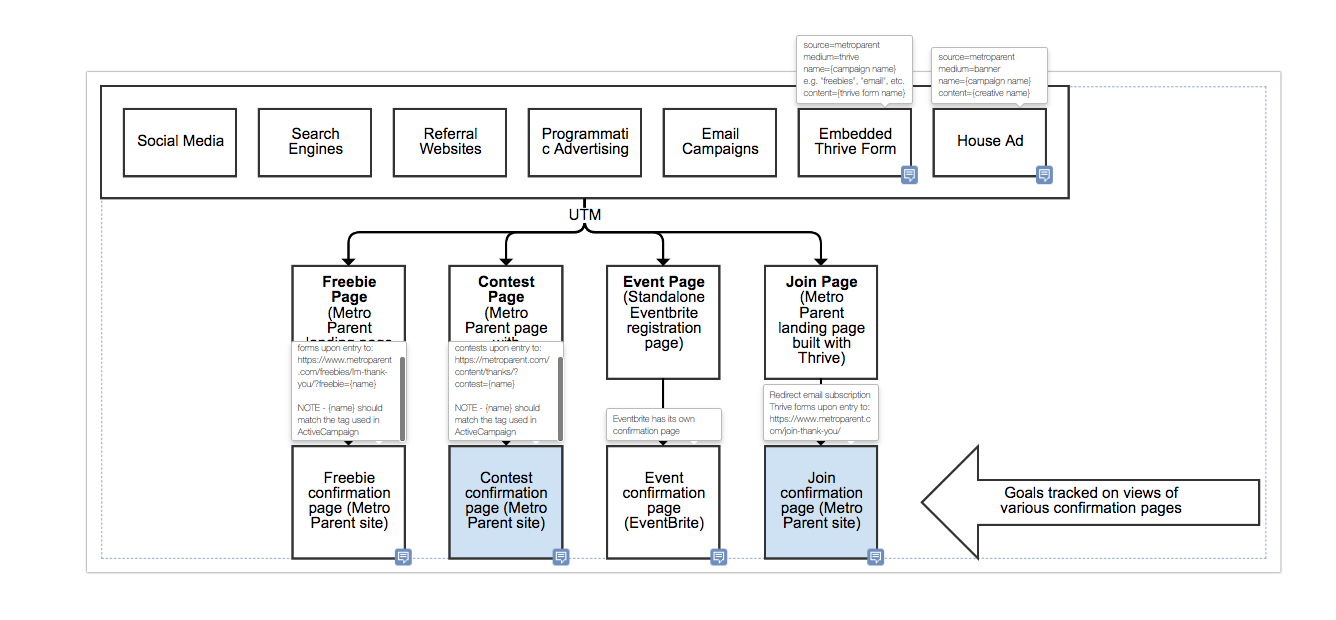 source=metroparent
medium=thrive
name={campaign name}
e.g. "freebies", "email", etc.
content={thrive form name}
source=metroparent
medium=banner
name={campaign name}
content={creative name}
Social Media
Search
Engines
Referral
Websites
Programmati
c Advertising
Email
Campaigns
Embedded
Thrive Form
House Ad
UTM
Freebie
Page
(Metro
Parent
landing page
Contest
Page
(Metro
Parent page
with
Event Page
(Standalone
Eventbrite
registration
page)
Join Page
(Metro
Parent
landing page
built with
Thrive)
forms upon entry to:
https://www.metroparent
.com/freebies/lm-thank-
you/?freebie={name}
NOTE - {name} should
match the tag used in
ActiveCampaign
contests upon entry to:
https://metroparent.com/
content/thanks/?
contest={name}
NOTE - {name} should
match the tag used in
ActiveCampaign
Eventbrite has its own
confirmation page
Redirect email subscription
Thrive forms upon entry to:
https://www.metroparent.c
om/join-thank-you/
Freebie
confirmation
page (Metro
Parent site)
Contest
confirmation
page (Metro
Parent site)
Event
confirmation
page
(EventBrite)
Join
confirmation
page (Metro
Parent site)
Goals tracked on views of
various confirmation pages